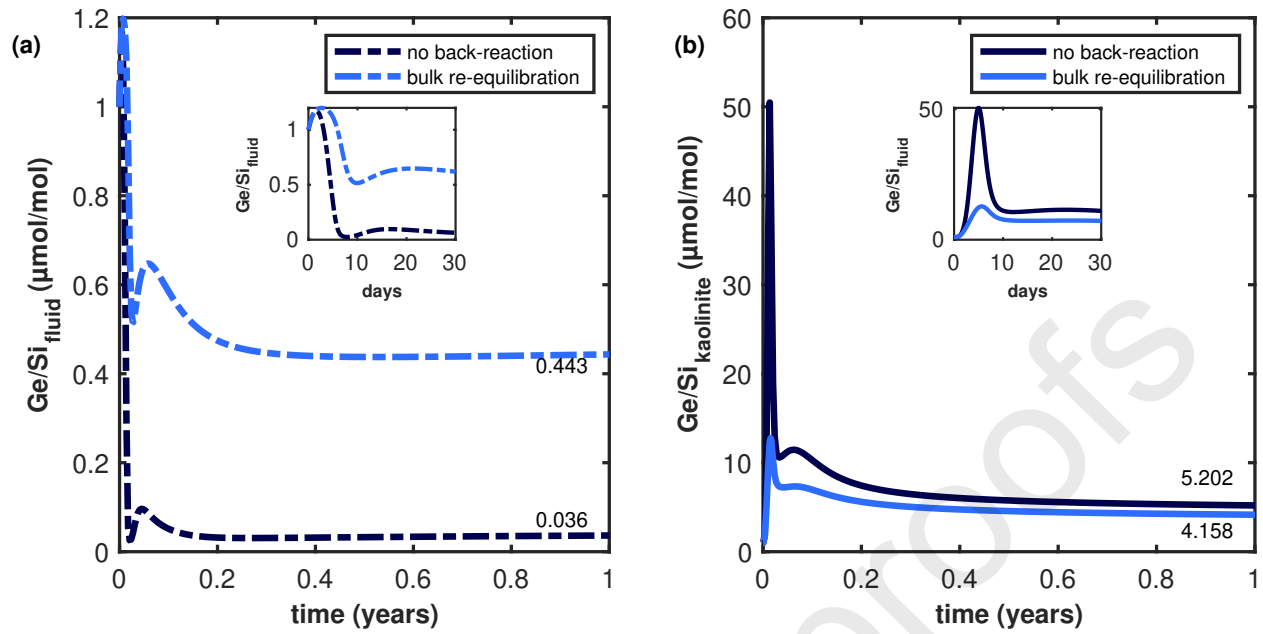 (a)
Ge/Si_fluid (μmol/mol)
1.2
1
0.8
0.6
0.4
0.2
0
0 0.2 0.4 0.6 0.8 1
time (years)
no back-reaction
bulk re-equilibration
Ge/Si_fluid
1
0.5
0
0 10 20 30
days
0.443
0.036
(b)
Ge/Si_kaolinite (μmol/mol)
60
50
40
30
20
10
0
0 0.2 0.4 0.6 0.8 1
time (years)
no back-reaction
bulk re-equilibration
Ge/Si_fluid
50
0
0 10 20 30
days
5.202
4.158
proofs